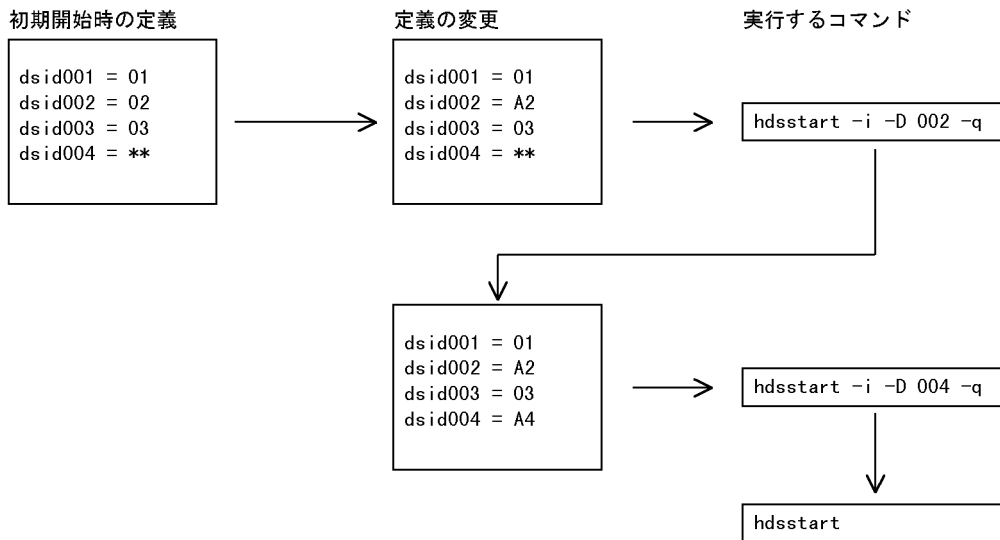 初期開始時の定義
定義の変更
実行するコマンド
dsid001 = 01
dsid002 = 02
dsid003 = 03
dsid004 = **
dsid001 = 01
dsid002 = A2
dsid003 = 03
dsid004 = **
hdsstart -i -D 002 -q
dsid001 = 01
dsid002 = A2
dsid003 = 03
dsid004 = A4
hdsstart -i -D 004 -q
hdsstart